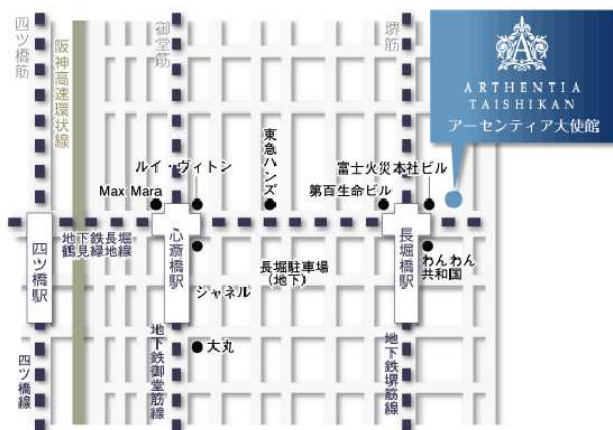 四ツ橋筋
阪神高速環状線
御堂筋
堺筋
ARTHENTIA
TAISHIKAN
アーセンティア大使館
ルイ・ヴィトン
東急ハンズ
富士火災本社ビル
Max Mara
第百生命ビル
地下鉄長堀
鶴見緑地線
四ツ橋駅
心斎橋駅
長堀橋駅
わんわん
共和国
長堀駐車場
(地下)
シャネル
大丸
四ツ橋線
地下鉄御堂筋線
地下鉄堺筋線